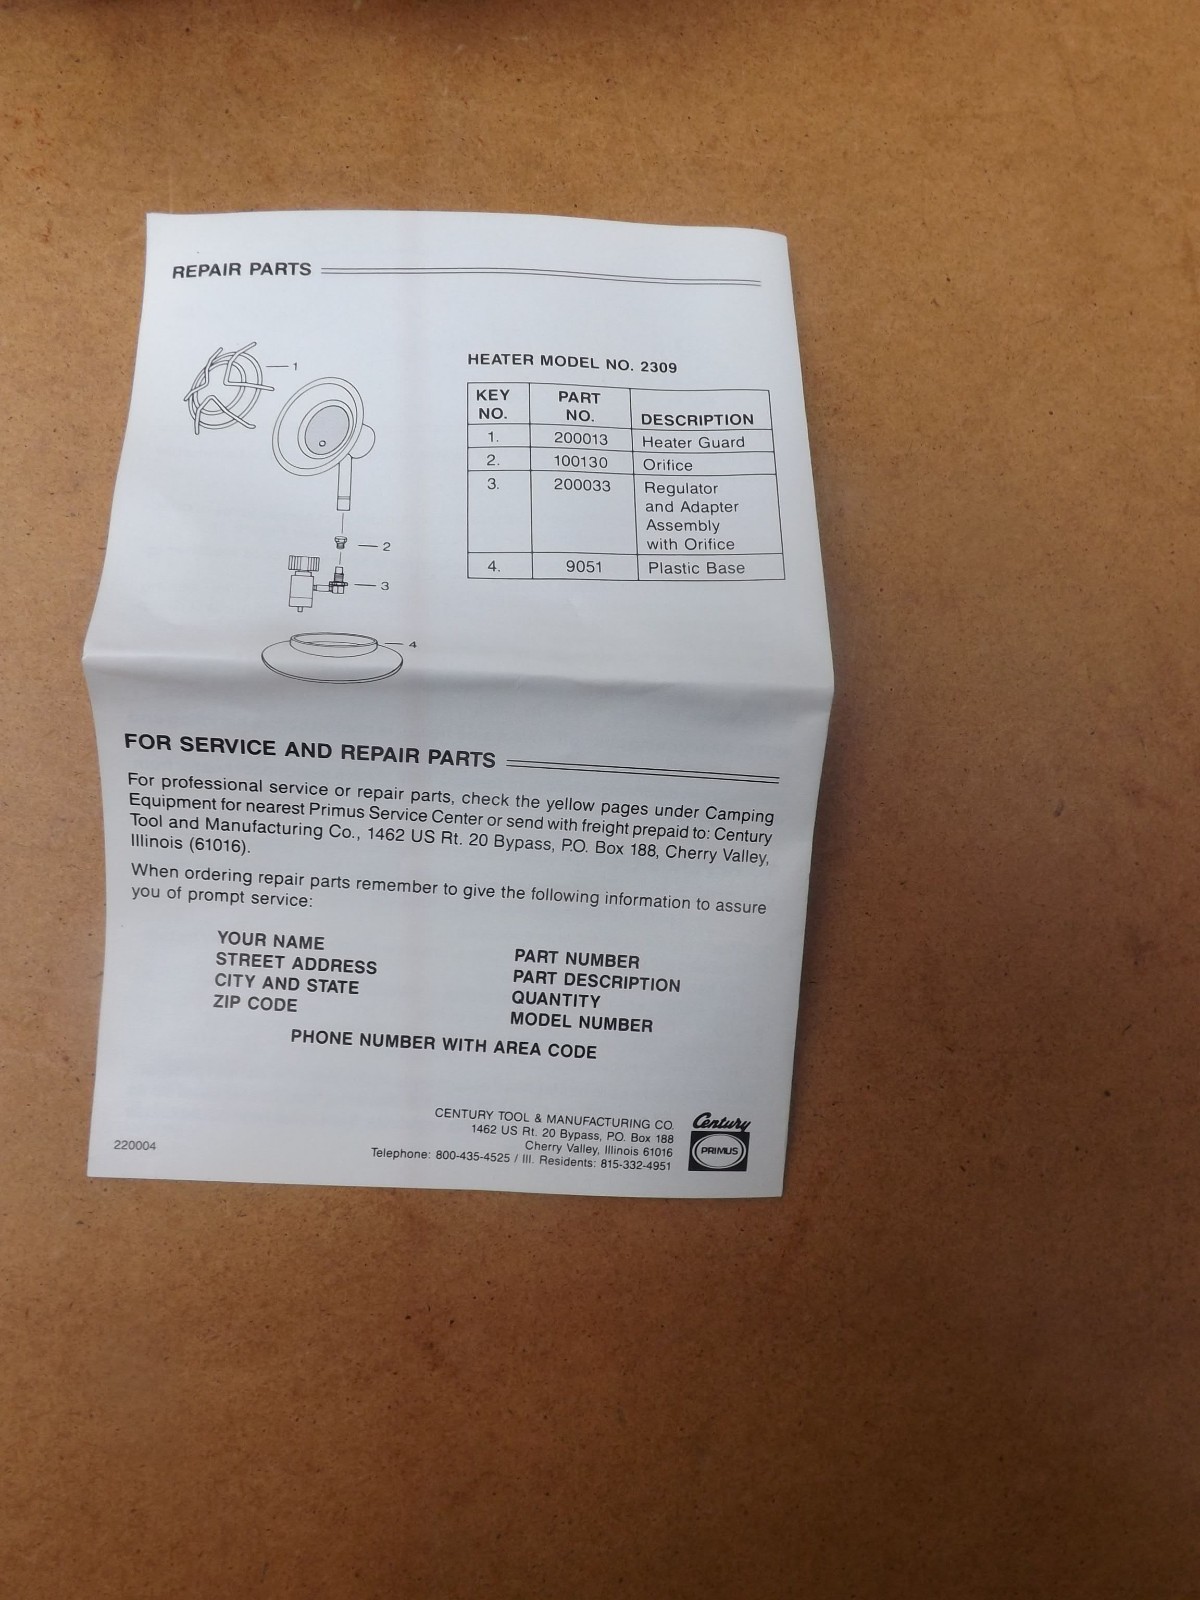 REPAIR PARTS
1
2
3
4
HEATER MODEL NO. 2309
KEY NO. PART NO. DESCRIPTION
1. 200013 Heater Guard
2. 100130 Orifice
3. 200033 Regulator
and Adapter
Assembly
with Orifice
4. 9051 Plastic Base
FOR SERVICE AND REPAIR PARTS
For professional service or repair parts, check the yellow pages under Camping
Equipment for nearest Primus Service Center or send with freight prepaid to: Century
Tool and Manufacturing Co., 1462 US Rt. 20 Bypass, P.O. Box 188, Cherry Valley,
Illinois (61016).
When ordering repair parts remember to give the following information to assure
you of prompt service:
YOUR NAME
STREET ADDRESS
CITY AND STATE
ZIP CODE
PART NUMBER
PART DESCRIPTION
QUANTITY
MODEL NUMBER
PHONE NUMBER WITH AREA CODE
220004
CENTURY TOOL & MANUFACTURING CO.
1462 US Rt. 20 Bypass, P.O. Box 188
Cherry Valley, Illinois 61016
Telephone: 800-435-4525 / Ill. Residents: 815-332-4951
Century
PRIMUS